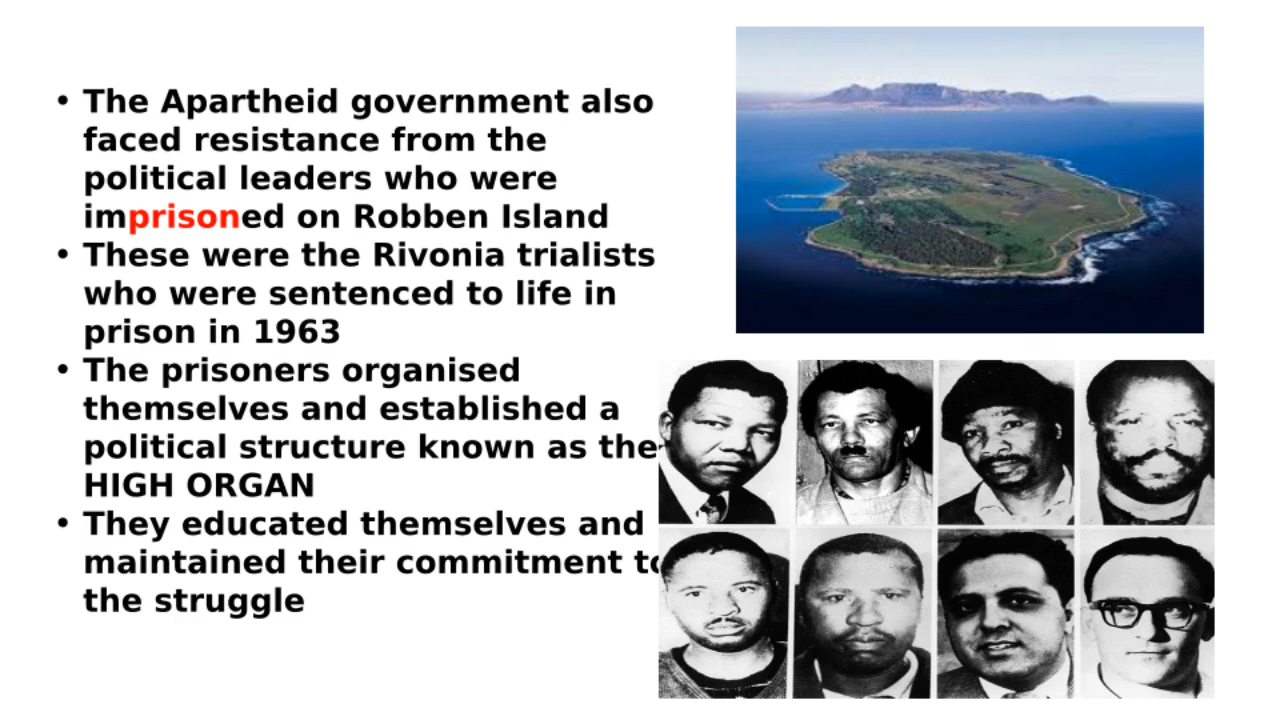 • The Apartheid government also
faced resistance from the
political leaders who were
imprisoned on Robben Island
• These were the Rivonia trialists
who were sentenced to life in
prison in 1963
• The prisoners organised
themselves and established a
political structure known as the
HIGH ORGAN
• They educated themselves and
maintained their commitment to
the struggle